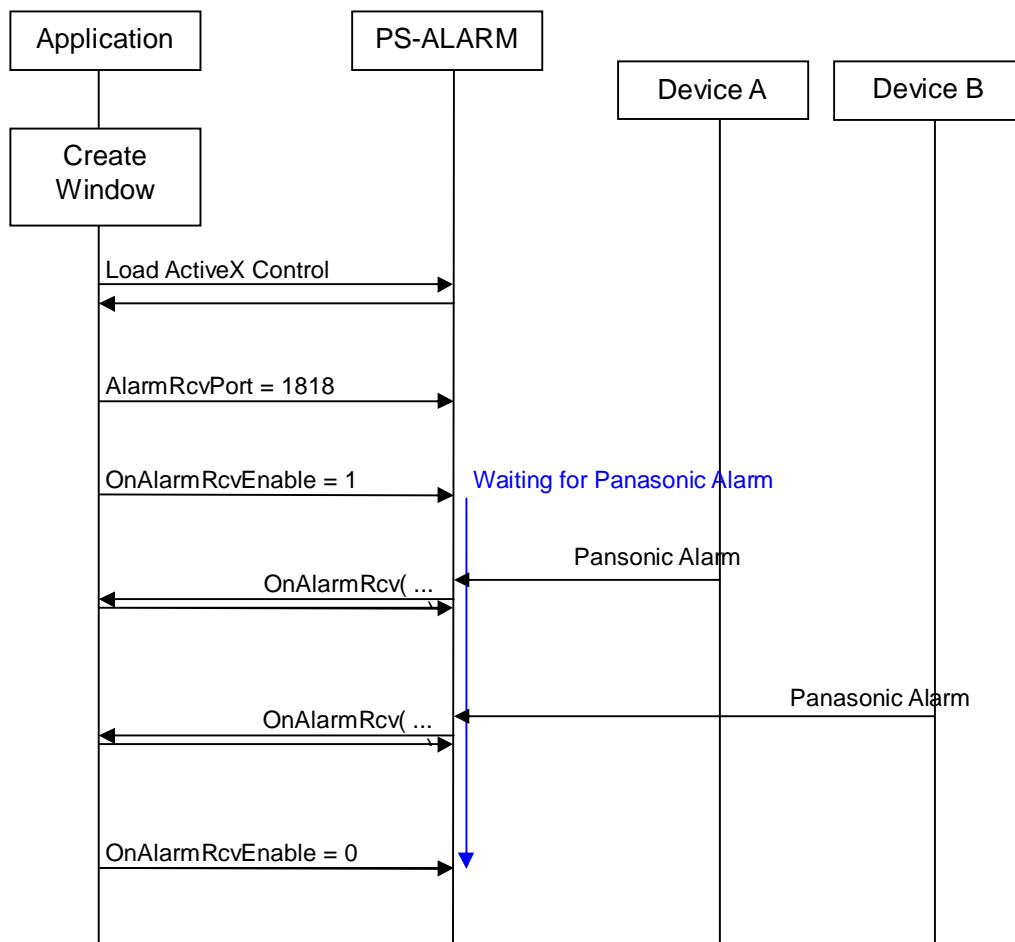 Application
PS-ALARM
Device A
Device B
Create
Window
Load ActiveX Control
AlarmRcvPort = 1818
OnAlarmRcvEnable = 1
Waiting for Panasonic Alarm
Pansonic Alarm
OnAlarmRcv( ...
Panasonic Alarm
OnAlarmRcv( ...
OnAlarmRcvEnable = 0